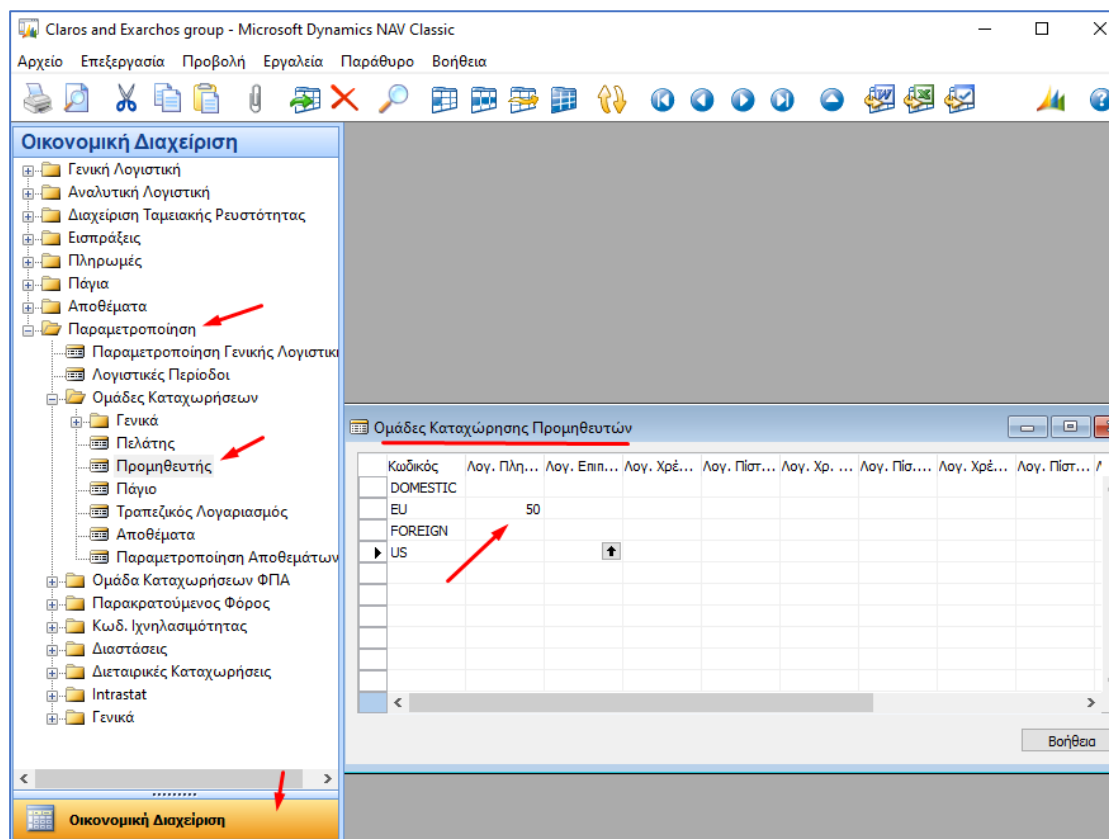 Claros and Exarchos group - Microsoft Dynamics NAV Classic
Αρχείο Επεξεργασία Προβολή Εργαλεία Παράθυρο Βοήθεια
Οικονομική Διαχείριση
Γενική Λογιστική
Αναλυτική Λογιστική
Διαχείριση Ταμειακής Ρευστότητας
Εισπράξεις
Πληρωμές
Πάγια
Αποθέματα
Παραμετροποίηση
Παραμετροποίηση Γενικής Λογιστικ
Λογιστικές Περίοδοι
Ομάδες Καταχωρήσεων
Γενικά
Πελάτης
Προμηθευτής
Πάγιο
Τραπεζικός Λογαριασμός
Αποθέματα
Παραμετροποίηση Αποθεμάτων
Ομάδα Καταχωρήσεων ΦΠΑ
Παρακρατούμενος Φόρος
Κωδ. Ιχνηλασιμότητας
Διαστάσεις
Διεταιρικές Καταχωρήσεις
Intrastat
Γενικά
Οικονομική Διαχείριση
Ομάδες Καταχώρησης Προμηθευτών
Κωδικός Λογ. Πλη... Λογ. Επιπ... Λογ. Χρέ... Λογ. Πίστ... Λογ. Χρ. ... Λογ. Πίσ.... Λογ. Χρέ... Λογ. Πίστ...
DOMESTIC
EU 50
FOREIGN
US
Βοήθεια